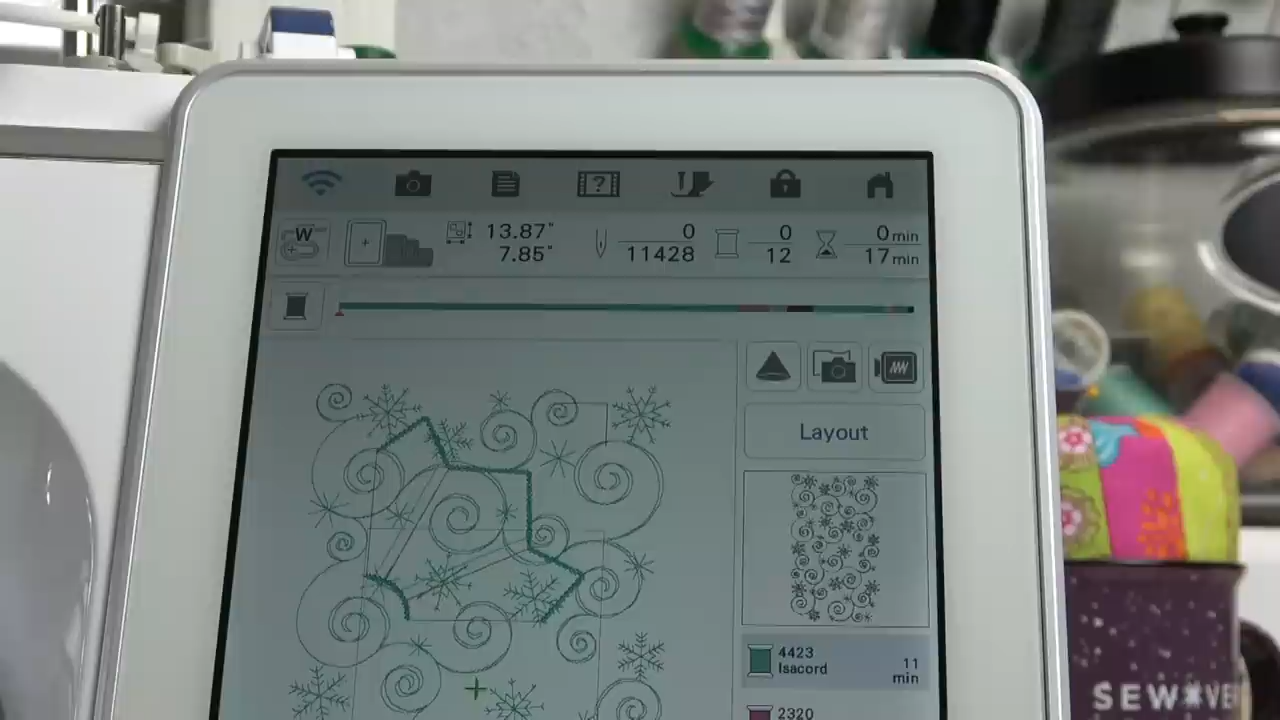 ?
W
13.87"
7.85"
0
11428
0
12
0 min
17 min
Layout
4423
Isacord
11
min
2320
SEW
VE